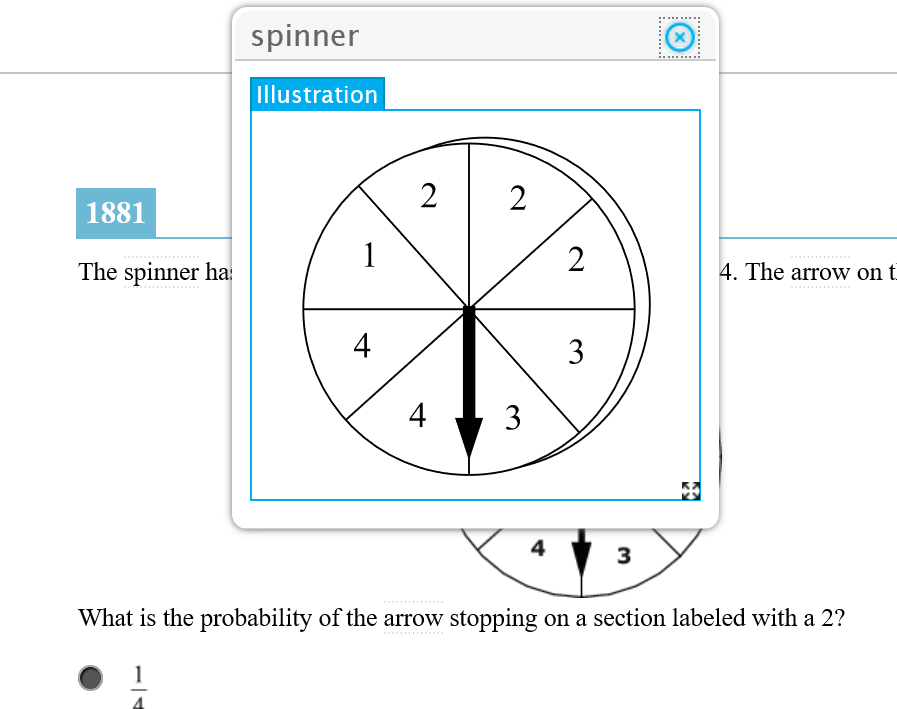 spinner
Illustration
2 2
1 2
4 3
4 3
1881
The spinner has
4. The arrow on
4 3
What is the probability of the arrow stopping on a section labeled with a 2?
1
4